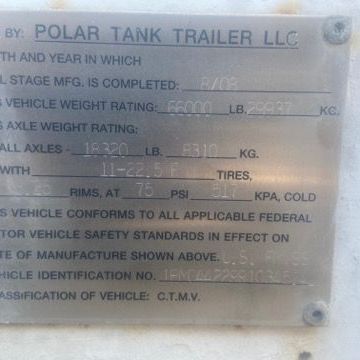 BY: POLAR TANK TRAILER LLC
TH AND YEAR IN WHICH
L STAGE MFG. IS COMPLETED: 8/08
S VEHICLE WEIGHT RATING: 66000 LB. 29937 KG.
S AXLE WEIGHT RATING:
ALL AXLES - 18320 LB. 8310 KG.
WITH 11-22.5 F TIRES,
RIMS, AT 75 PSI 517 KPA, COLD
S VEHICLE CONFORMS TO ALL APPLICABLE FEDERAL
TOR VEHICLE SAFETY STANDARDS IN EFFECT ON
TE OF MANUFACTURE SHOWN ABOVE.
HICLE IDENTIFICATION NO.
ASSIFICATION OF VEHICLE: C.T.M.V.